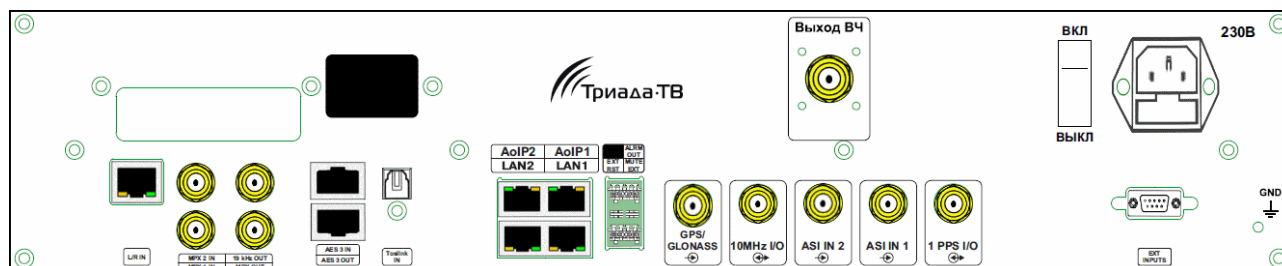 Выход ВЧ
ВКЛ
230В
Триада·ТВ
ВЫКЛ
AoIP2 AoIP1
LAN2 LAN1
ALRM OUT
EXT RST
MUTE EXT
GPS/
GLONASS
10MHz I/O
ASI IN 2
ASI IN 1
1 PPS I/O
GND
L/R IN
MPX 2 IN
19 kHz OUT
AES 3 IN
AES 3 OUT
Toslink
IN
EXT
INPUTS